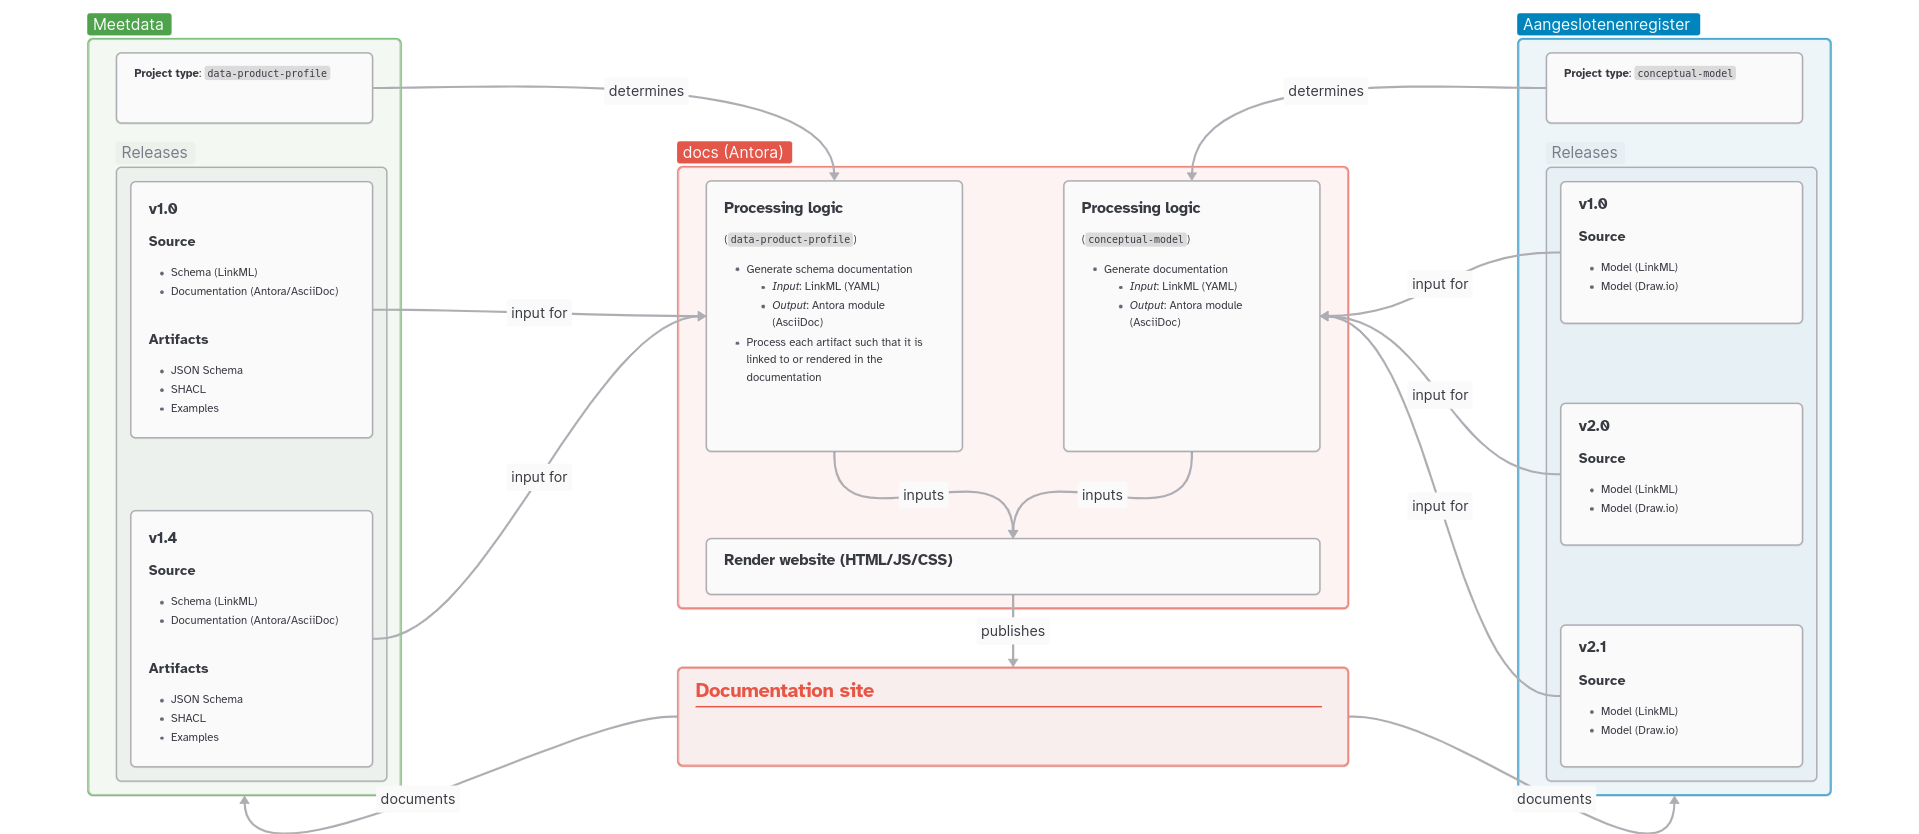 Meetdata
Project type: data-product-profile
Releases
v1.0
Source
Schema (LinkML)
Documentation (Antora/AsciiDoc)
Artifacts
JSON Schema
SHACL
Examples
v1.4
Source
Schema (LinkML)
Documentation (Antora/AsciiDoc)
Artifacts
JSON Schema
SHACL
Examples
determines
input for
input for
docs (Antora)
Processing logic
(data-product-profile)
Generate schema documentation
Input: LinkML (YAML)
Output: Antora module
(AsciiDoc)
Process each artifact such that it is
linked to or rendered in the
documentation
determines
Processing logic
(conceptual-model)
Generate documentation
Input: LinkML (YAML)
Output: Antora module
(AsciiDoc)
inputs
inputs
Render website (HTML/JS/CSS)
publishes
Documentation site
documents
documents
input for
input for
input for
Aangeslotenenregister
Project type: conceptual-model
Releases
v1.0
Source
Model (LinkML)
Model (Draw.io)
v2.0
Source
Model (LinkML)
Model (Draw.io)
v2.1
Source
Model (LinkML)
Model (Draw.io)